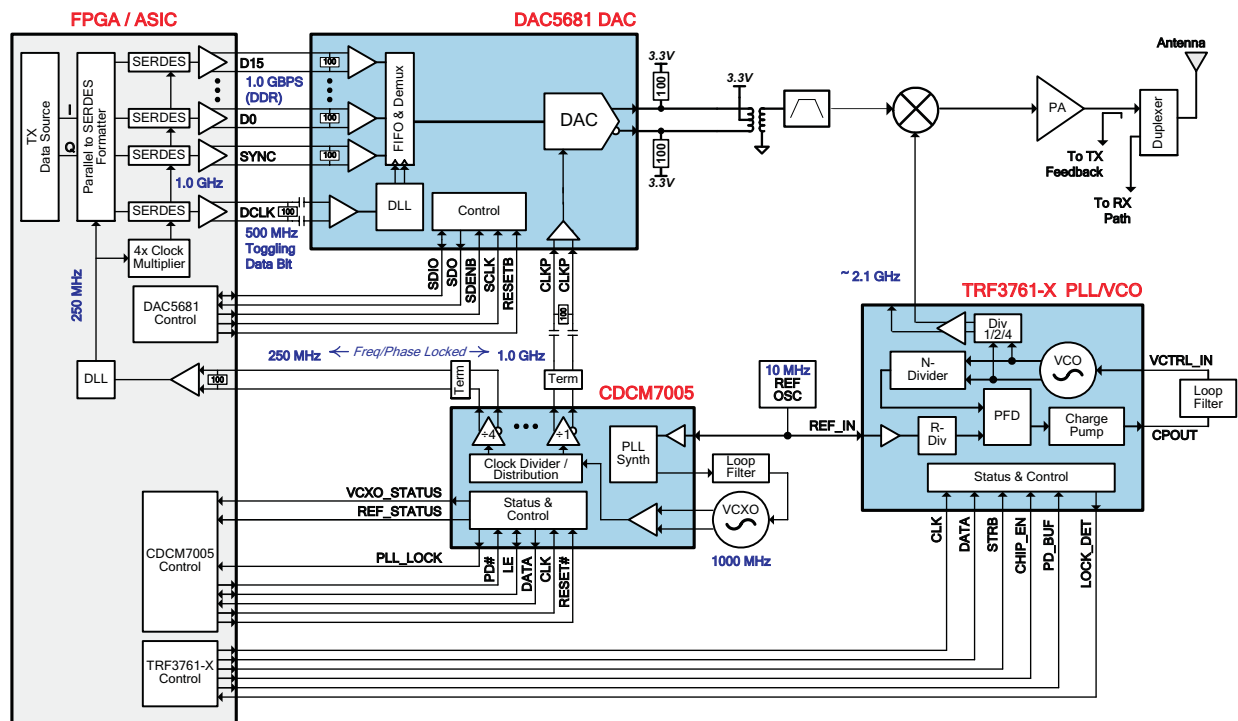 FPGA / ASIC
DAC5681 DAC
TX
Data Source
I
Q
Parallel to SERDES
Formatter
SERDES
SERDES
SERDES
SERDES
D15
1.0 GBPS
(DDR)
D0
SYNC
1.0 GHz
DCLK
500 MHz
Toggling
Data Bit
100
100
100
100
FIFO & Demux
DLL
Control
DAC
3.3V
100
100
3.3V
3.3V
PA
Antenna
Duplexer
To TX
Feedback
To RX
Path
4x Clock
Multiplier
250 MHz
DAC5681
Control
SDIO
SDO
SDENB
SCLK
RESETB
CLKP
CLKP
100
~ 2.1 GHz
TRF3761-X PLL/VCO
Div
1/2/4
N-
Divider
VCO
VCTRL_IN
Loop
Filter
CPOUT
PFD
Charge
Pump
R-
Div
REF_IN
Status & Control
CLK
DATA
STRB
CHIP_EN
PD_BUF
LOCK_DET
DLL
100
250 MHz
Freq/Phase Locked
1.0 GHz
Term
Term
10 MHz
REF
OSC
CDCM7005
÷4
÷1
PLL
Synth
Clock Divider /
Distribution
Loop
Filter
VCXO
1000 MHz
Status &
Control
VCXO_STATUS
REF_STATUS
PLL_LOCK
PD#
LE
DATA
CLK
RESET#
CDCM7005
Control
TRF3761-X
Control